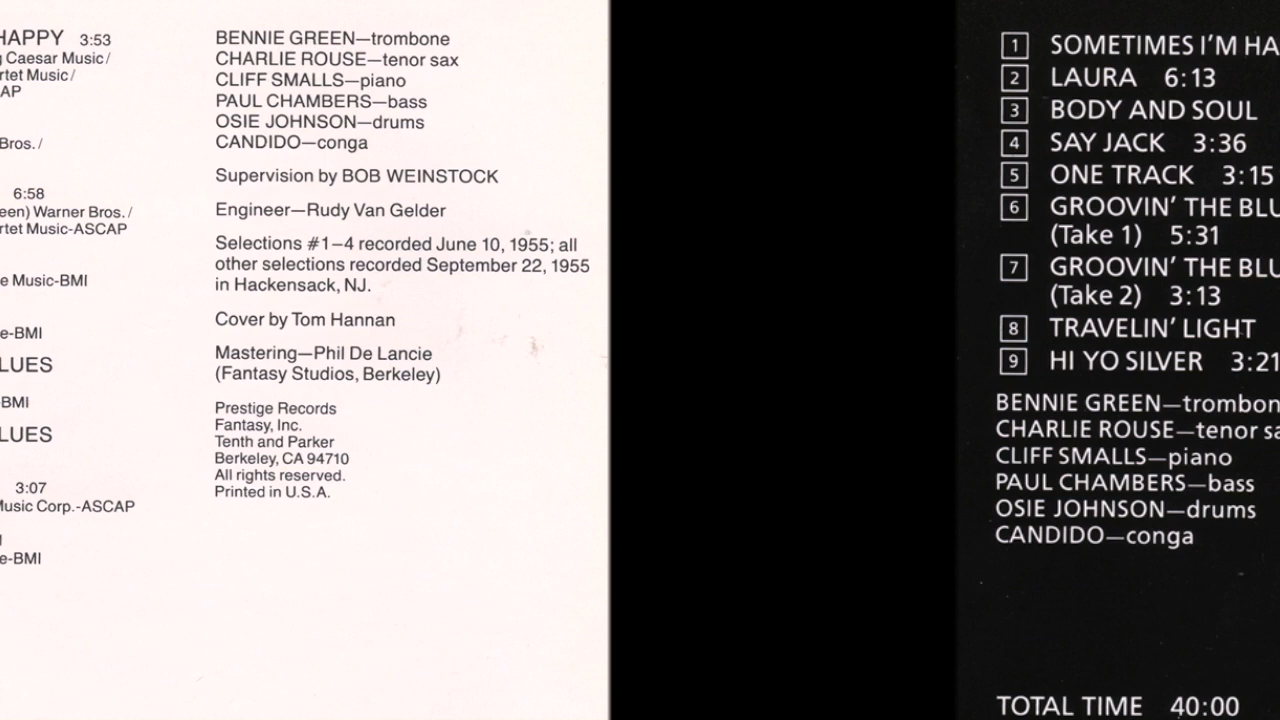 HAPPY 3:53
Caesar Music/
rtet Music/
CAP
Bros./
6:58
een) Warner Bros./
rtet Music-ASCAP
e Music-BMI
e-BMI
LUES
-BMI
LUES
3:07
Music Corp.-ASCAP
e-BMI
BENNIE GREEN—trombone
CHARLIE ROUSE—tenor sax
CLIFF SMALLS—piano
PAUL CHAMBERS—bass
OSIE JOHNSON—drums
CANDIDO—conga
Supervision by BOB WEINSTOCK
Engineer—Rudy Van Gelder
Selections #1–4 recorded June 10, 1955; all
other selections recorded September 22, 1955
in Hackensack, NJ.
Cover by Tom Hannan
Mastering—Phil De Lancie
(Fantasy Studios, Berkeley)
Prestige Records
Fantasy, Inc.
Tenth and Parker
Berkeley, CA 94710
All rights reserved.
Printed in U.S.A.
1 SOMETIMES I'M HA
2 LAURA 6:13
3 BODY AND SOUL
4 SAY JACK 3:36
5 ONE TRACK 3:15
6 GROOVIN' THE BLU
(Take 1) 5:31
7 GROOVIN' THE BLU
(Take 2) 3:13
8 TRAVELIN' LIGHT
9 HI YO SILVER 3:21
BENNIE GREEN—trombon
CHARLIE ROUSE—tenor sa
CLIFF SMALLS—piano
PAUL CHAMBERS—bass
OSIE JOHNSON—drums
CANDIDO—conga
TOTAL TIME 40:00